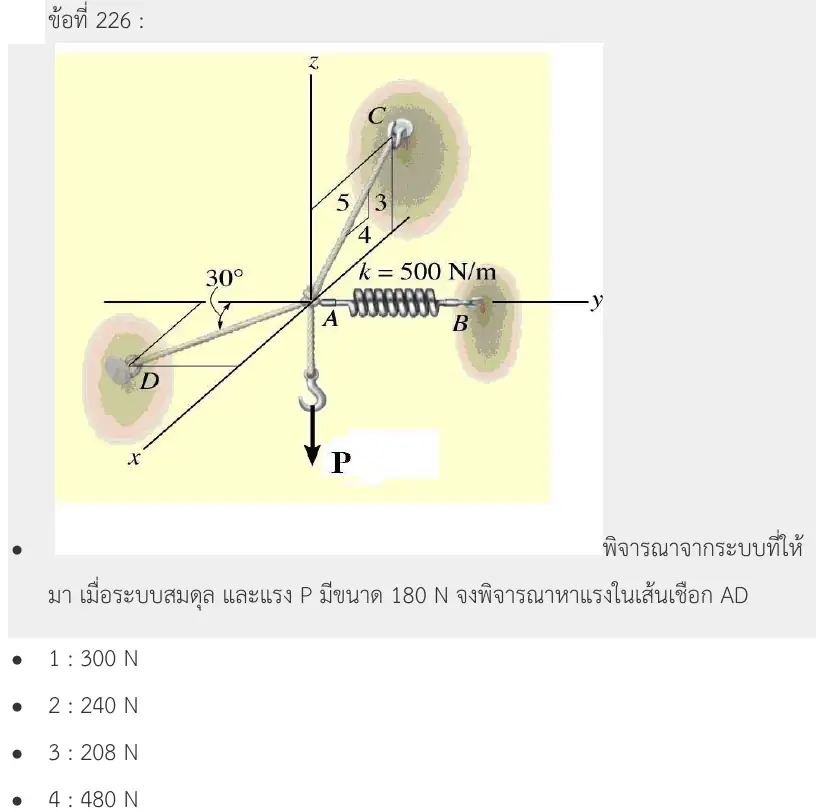 ข้อที่ 226 :
z
C
5
3
4
k = 500 N/m
30°
y
A
B
D
x
P
พิจารณาจากระบบที่ให้
มา เมื่อระบบสมดุล และแรง P มีขนาด 180 N จงพิจารณาหาแรงในเส้นเชือก AD
1 : 300 N
2 : 240 N
3 : 208 N
4 : 480 N